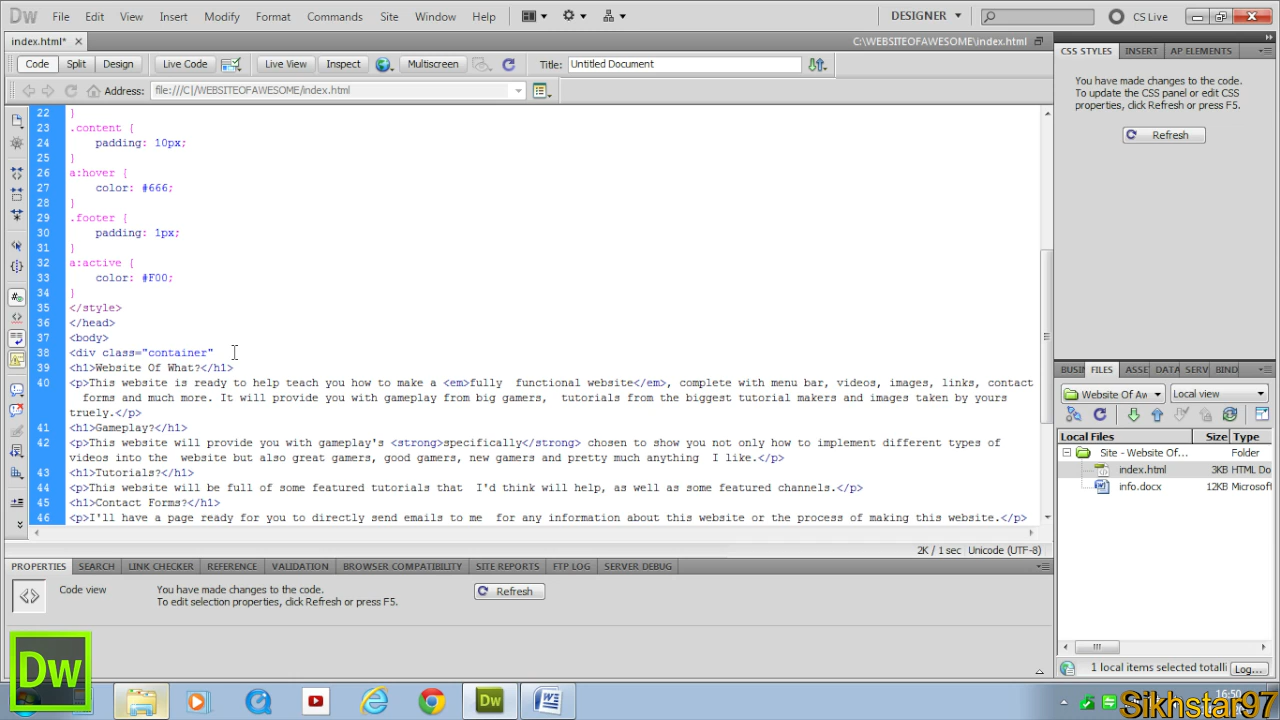 Dw File Edit View Insert Modify Format Commands Site Window Help DESIGNER CS Live
index.html* C:\WEBSITEOFAWESOME\index.html
Code Split Design Live Code Live View Inspect Multiscreen Title: Untitled Document
Address: file:///C|/WEBSITEOFAWESOME/index.html
22 }
23 .content {
24 padding: 10px;
25 }
26 a:hover {
27 color: #666;
28 }
29 .footer {
30 padding: 1px;
31 }
32 a:active {
33 color: #F00;
34 }
35 </style>
36 </head>
37 <body>
38 <div class="container"
39 <h1>Website Of What?</h1>
40 <p>This website is ready to help teach you how to make a <em>fully  functional website</em>, complete with menu bar, videos, images, links, contact
forms and much more. It will provide you with gameplay from big gamers,  tutorials from the biggest tutorial makers and images taken by yours
truely.</p>
41 <h1>Gameplay?</h1>
42 <p>This website will provide you with gameplay's <strong>specifically</strong> chosen to show you not only how to implement different types of
videos into the  website but also great gamers, good gamers, new gamers and pretty much anything  I like.</p>
43 <h1>Tutorials?</h1>
44 <p>This website will be full of some featured tutorials that  I'd think will help, as well as some featured channels.</p>
45 <h1>Contact Forms?</h1>
46 <p>I'll have a page ready for you to directly send emails to me  for any information about this website or the process of making this website.</p>
2K / 1 sec Unicode (UTF-8)
PROPERTIES SEARCH LINK CHECKER REFERENCE VALIDATION BROWSER COMPATIBILITY SITE REPORTS FTP LOG SERVER DEBUG
Code view You have made changes to the code.
To edit selection properties, click Refresh or press F5.
Refresh
CSS STYLES INSERT AP ELEMENTS
You have made changes to the code.
To update the CSS panel or edit CSS
properties, click Refresh or press F5.
Refresh
BUSI FILES ASSE DATA SERV BIND
Website Of Aw Local view
Local Files Size Type
Site - Website Of... Folder
index.html 3KB HTML Do
info.docx 12KB Microsof
1 local items selected totalli Log...
Dw
Dw
16:50
Sikhstar97